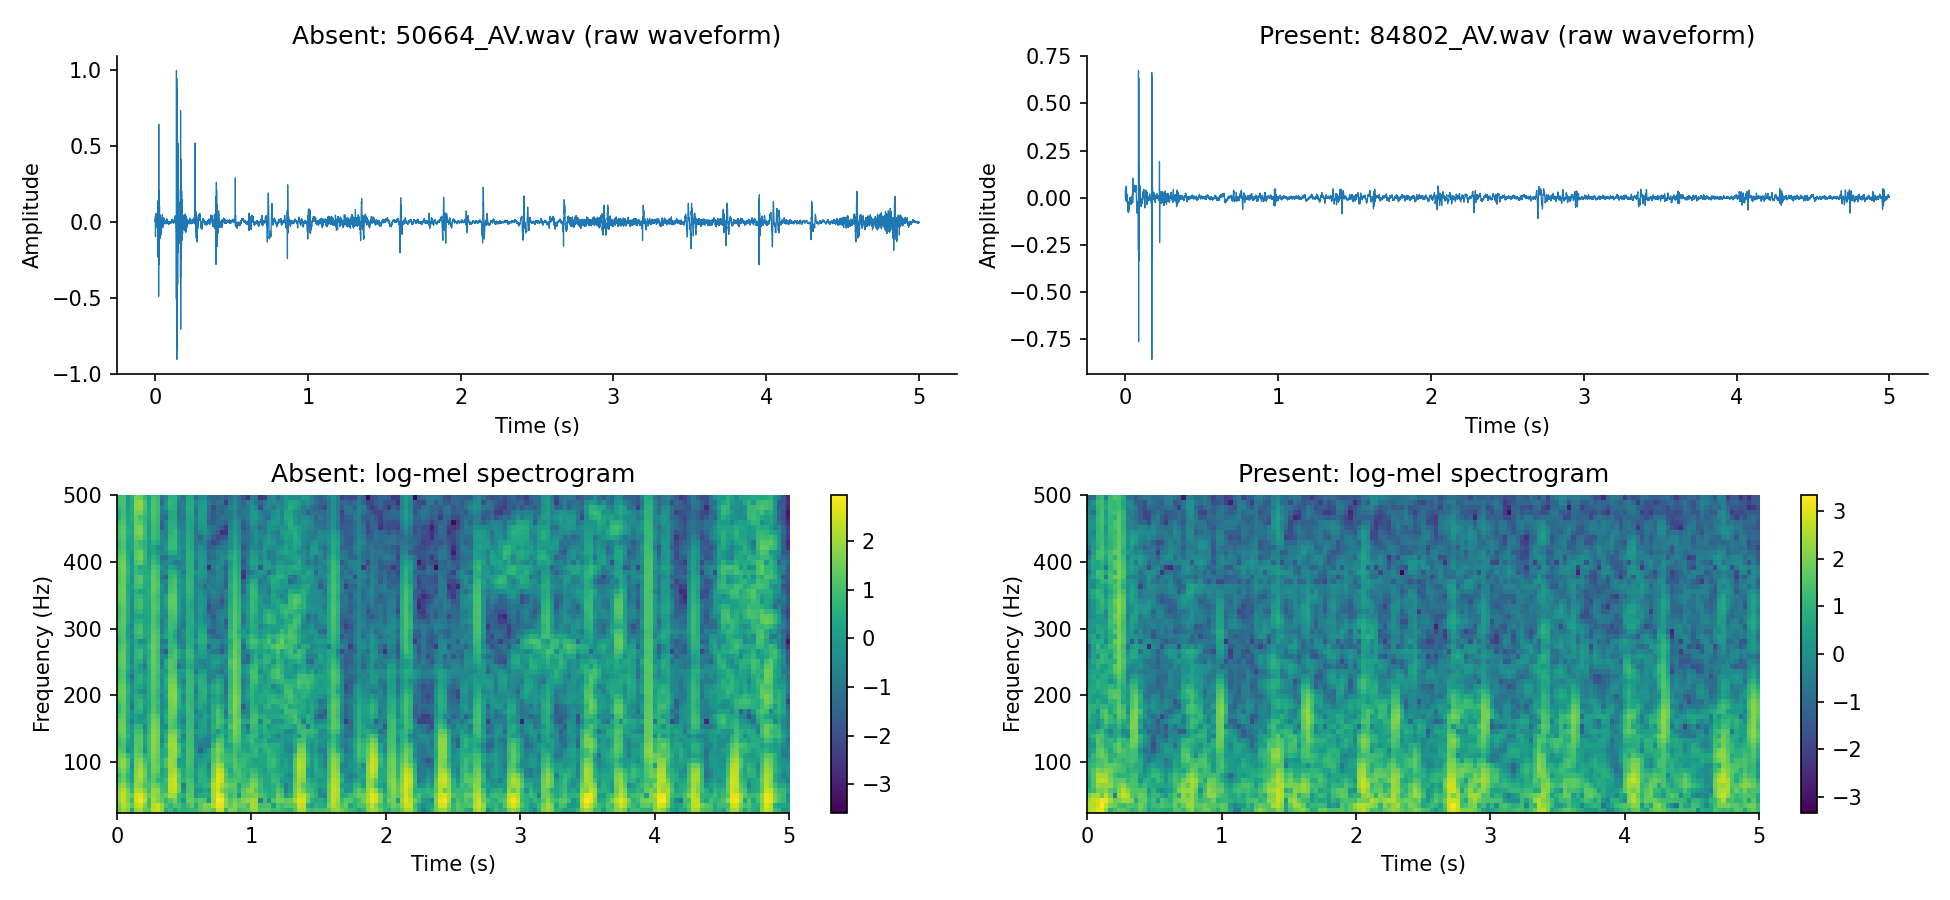 Absent: 50664_AV.wav (raw waveform)
1.0
0.5
0.0
−0.5
−1.0
Amplitude
0 1 2 3 4 5
Time (s)
Present: 84802_AV.wav (raw waveform)
0.75
0.50
0.25
0.00
−0.25
−0.50
−0.75
Amplitude
0 1 2 3 4 5
Time (s)
Absent: log-mel spectrogram
500
400
300
200
100
Frequency (Hz)
0 1 2 3 4 5
Time (s)
2
1
0
−1
−2
−3
Present: log-mel spectrogram
500
400
300
200
100
Frequency (Hz)
0 1 2 3 4 5
Time (s)
3
2
1
0
−1
−2
−3